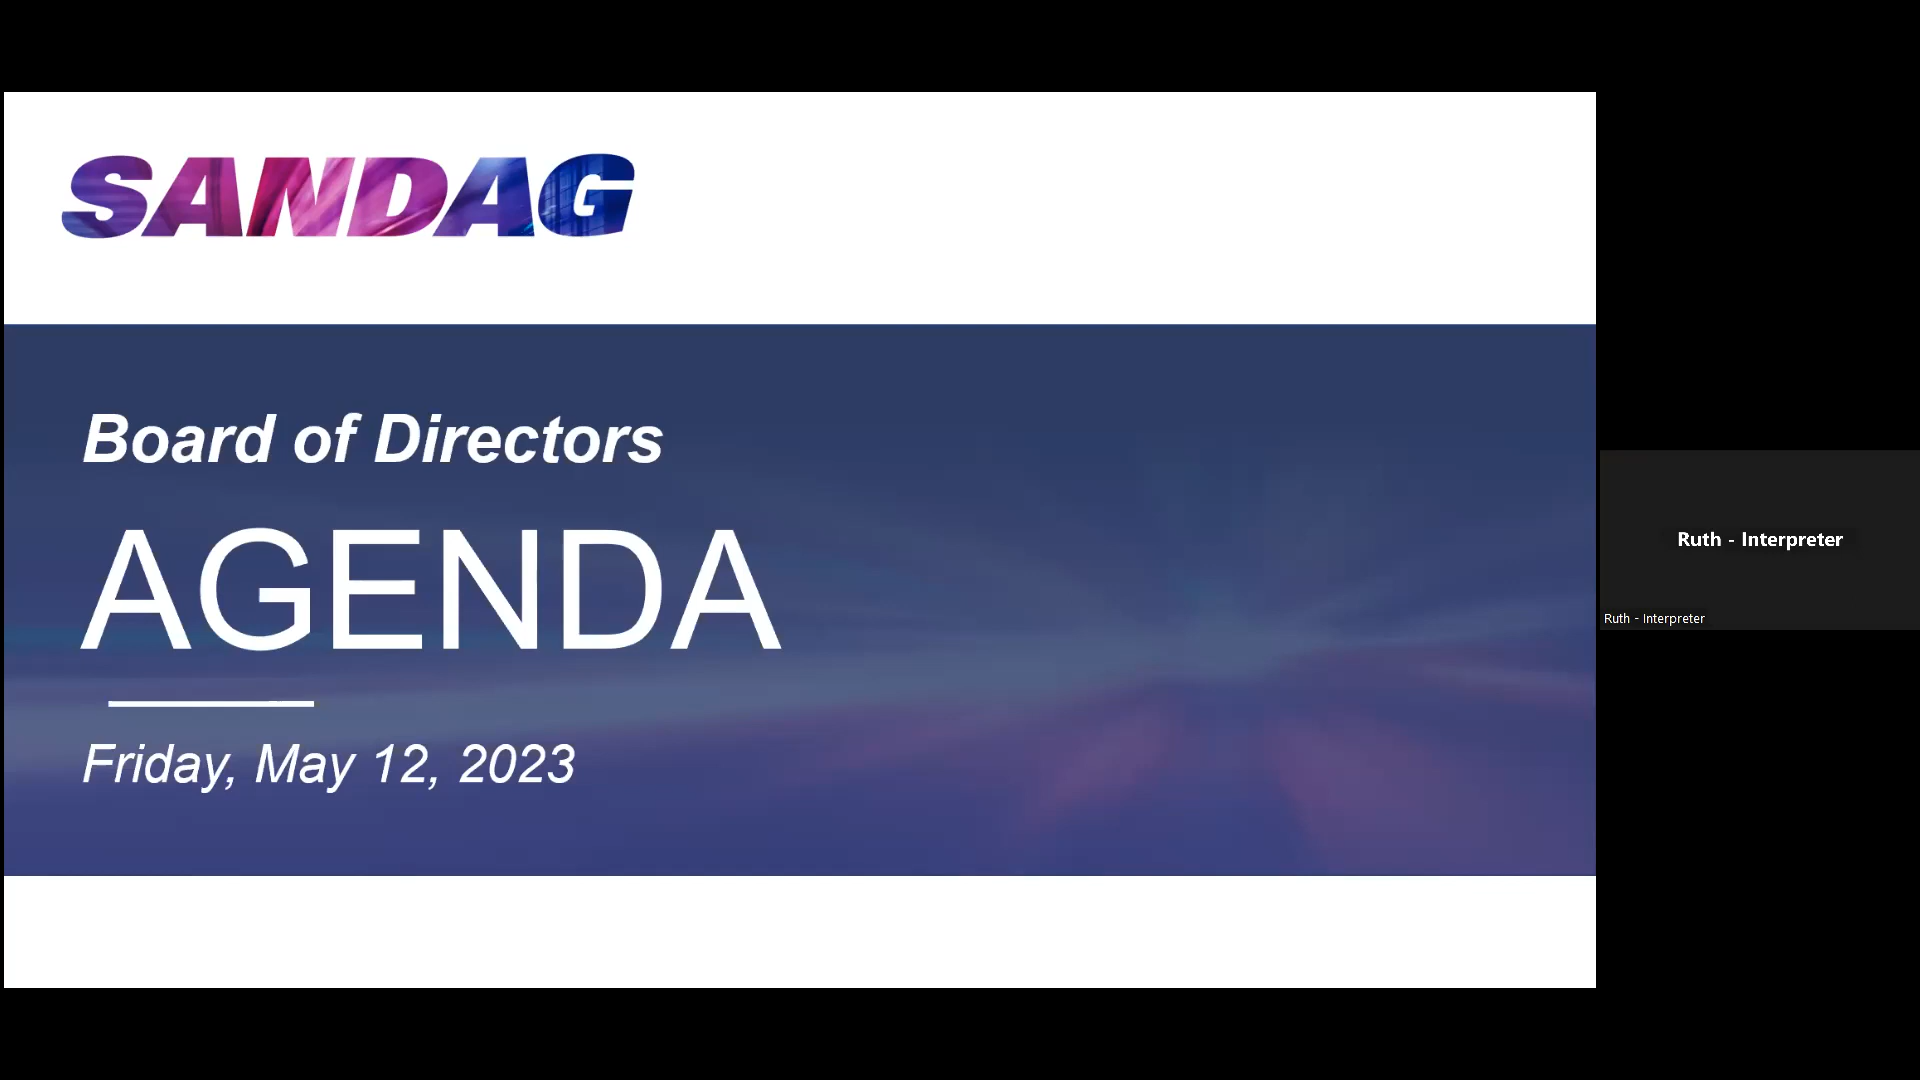 SANDAG
Board of Directors
AGENDA
Friday, May 12, 2023
Ruth - Interpreter
Ruth - Interpreter